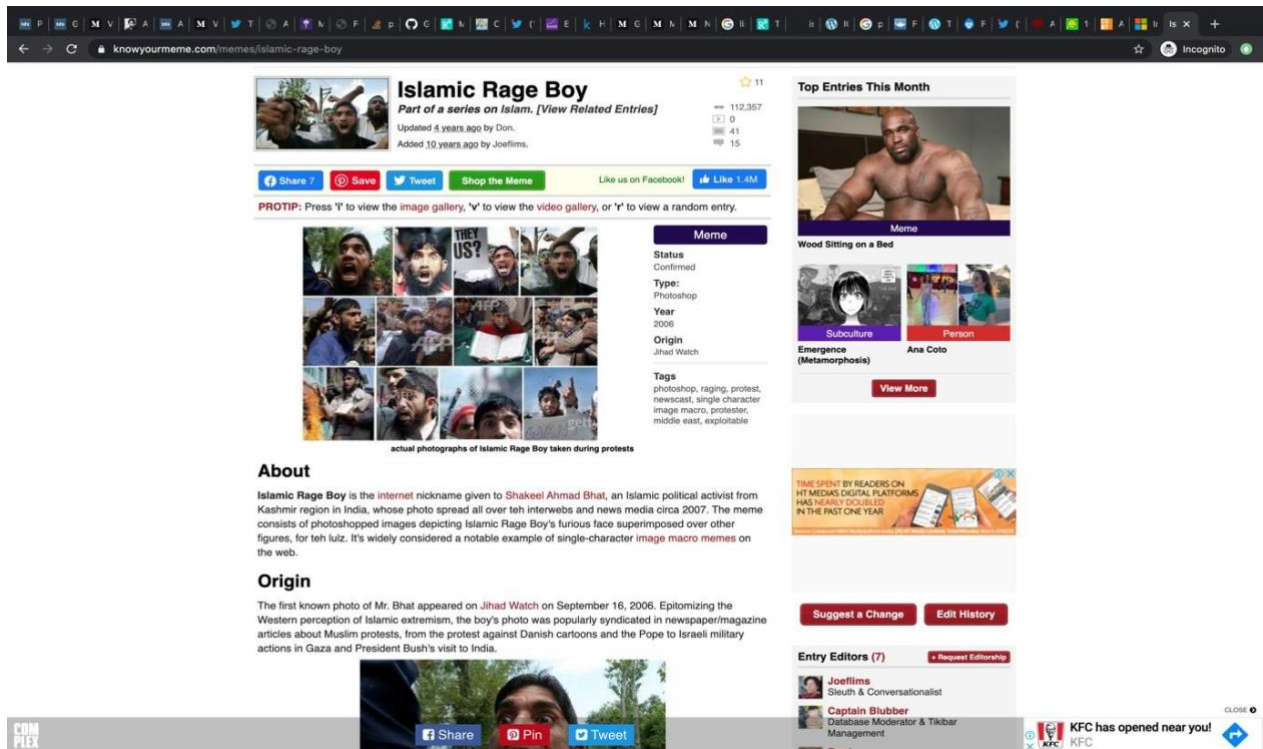 knowyourmeme.com/memes/islamic-rage-boy
Incognito
Islamic Rage Boy
Part of a series on Islam. [View Related Entries]
Updated 4 years ago by Don.
Added 10 years ago by Joeflims.
11
112,357
0
41
15
Share 7
Save
Tweet
Shop the Meme
Like us on Facebook!
Like 1.4M
PROTIP: Press 'i' to view the image gallery, 'v' to view the video gallery, or 'r' to view a random entry.
THEY
US?
AFP
actual photographs of Islamic Rage Boy taken during protests
Meme
Status
Confirmed
Type:
Photoshop
Year
2006
Origin
Jihad Watch
Tags
photoshop, raging, protest,
newscast, single character
image macro, protester,
middle east, exploitable
About
Islamic Rage Boy is the internet nickname given to Shakeel Ahmad Bhat, an Islamic political activist from
Kashmir region in India, whose photo spread all over teh interwebs and news media circa 2007. The meme
consists of photoshopped images depicting Islamic Rage Boy's furious face superimposed over other
figures, for teh lulz. It's widely considered a notable example of single-character image macro memes on
the web.
Origin
The first known photo of Mr. Bhat appeared on Jihad Watch on September 16, 2006. Epitomizing the
Western perception of Islamic extremism, the boy's photo was popularly syndicated in newspaper/magazine
articles about Muslim protests, from the protest against Danish cartoons and the Pope to Israeli military
actions in Gaza and President Bush's visit to India.
Top Entries This Month
Meme
Wood Sitting on a Bed
Subculture
Emergence
(Metamorphosis)
Person
Ana Coto
View More
TIME SPENT BY READERS ON
HT MEDIA'S DIGITAL PLATFORMS
HAS NEARLY DOUBLED
IN THE PAST ONE YEAR
Suggest a Change
Edit History
Entry Editors (7)
+ Request Editorship
Joeflims
Sleuth & Conversationalist
Captain Blubber
Database Moderator & Tikibar
Management
COM
PLEX
Share
Pin
Tweet
CLOSE
KFC has opened near you!
KFC
KFC